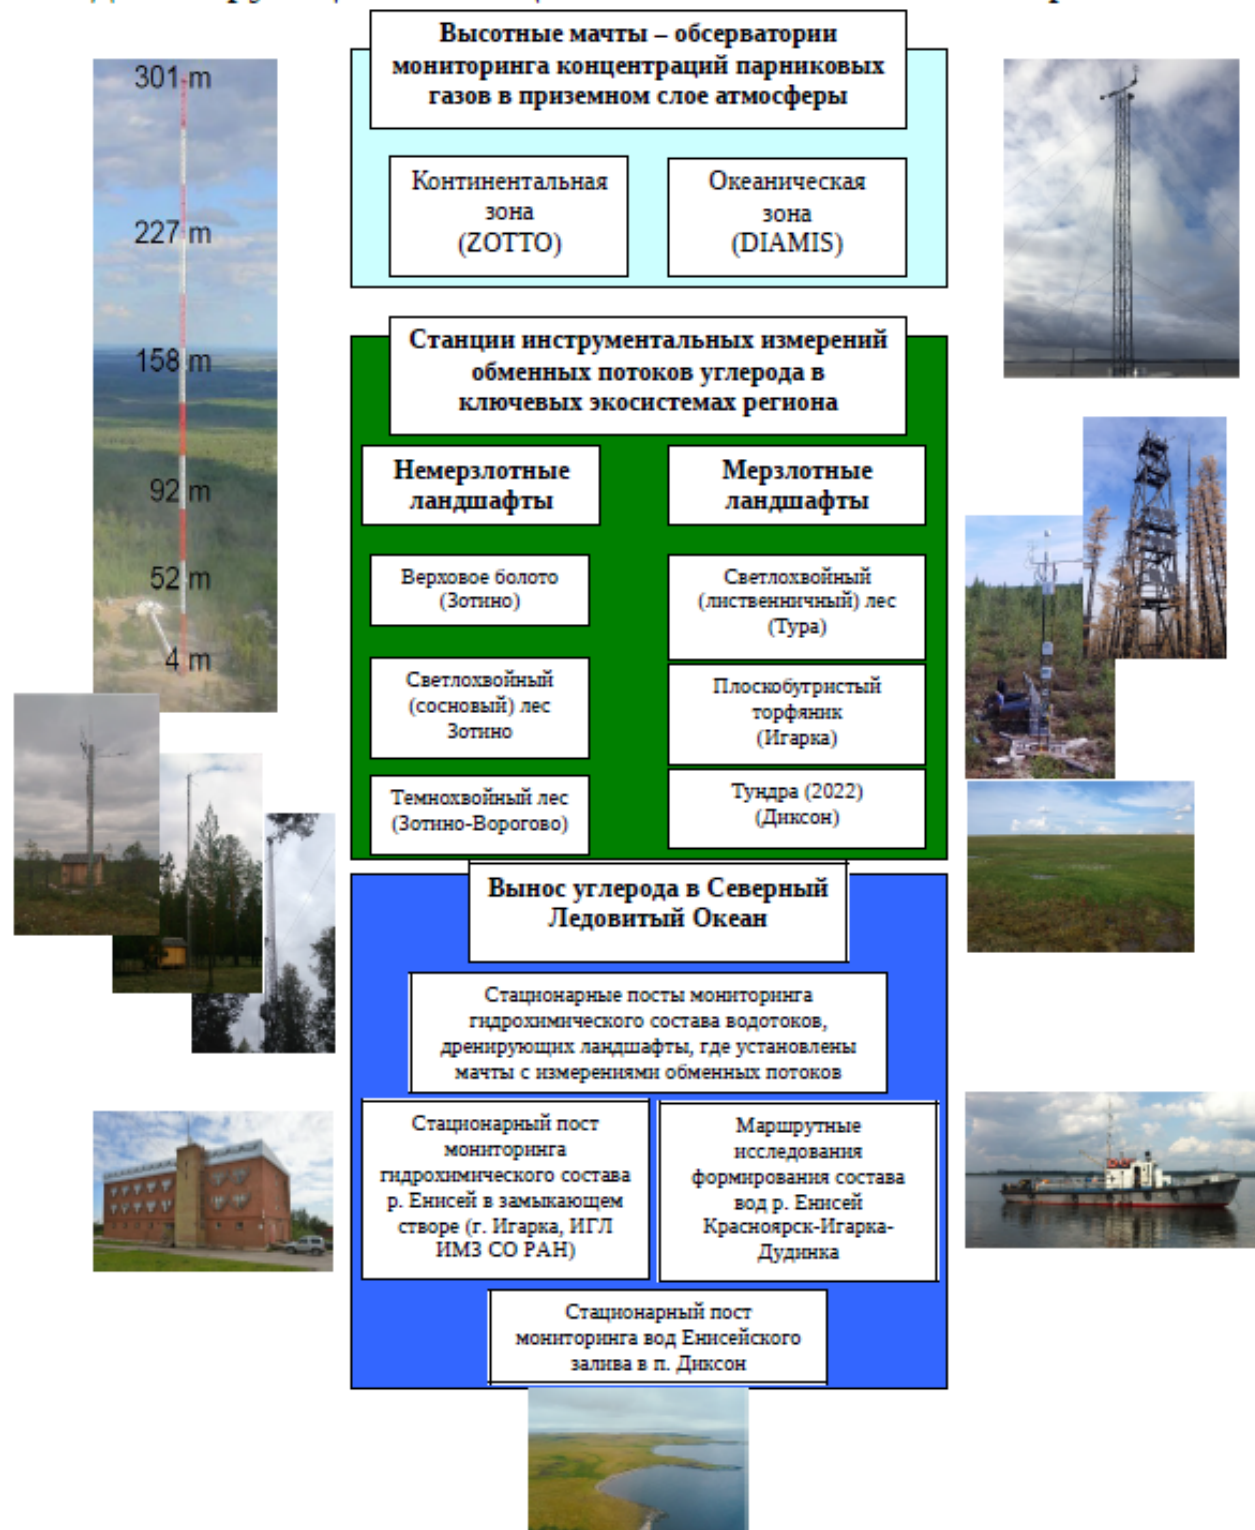 Высотные мачты – обсерватории
мониторинга концентраций парниковых
газов в приземном слое атмосферы
Континентальная
зона
(ZOTTO)
Океаническая
зона
(DIAMIS)
301 m
227 m
158 m
92 m
52 m
4 m
Станции инструментальных измерений
обменных потоков углерода в
ключевых экосистемах региона
Немерзлотные
ландшафты
Верховое болото
(Зотино)
Светлохвойный
(сосновый) лес
Зотино
Темнохвойный лес
(Зотино-Ворогово)
Мерзлотные
ландшафты
Светлохвойный
(лиственничный) лес
(Тура)
Плоскобугристый
торфяник
(Игарка)
Тундра (2022)
(Диксон)
Вынос углерода в Северный
Ледовитый Океан
Стационарные посты мониторинга
гидрохимического состава водотоков,
дренирующих ландшафты, где установлены
мачты с измерениями обменных потоков
Стационарный пост
мониторинга
гидрохимического состава
р. Енисей в замыкающем
створе (г. Игарка, ИГЛ
ИМЗ СО РАН)
Маршрутные
исследования
формирования состава
вод р. Енисей
Красноярск-Игарка-
Дудинка
Стационарный пост
мониторинга вод Енисейского
залива в п. Диксон